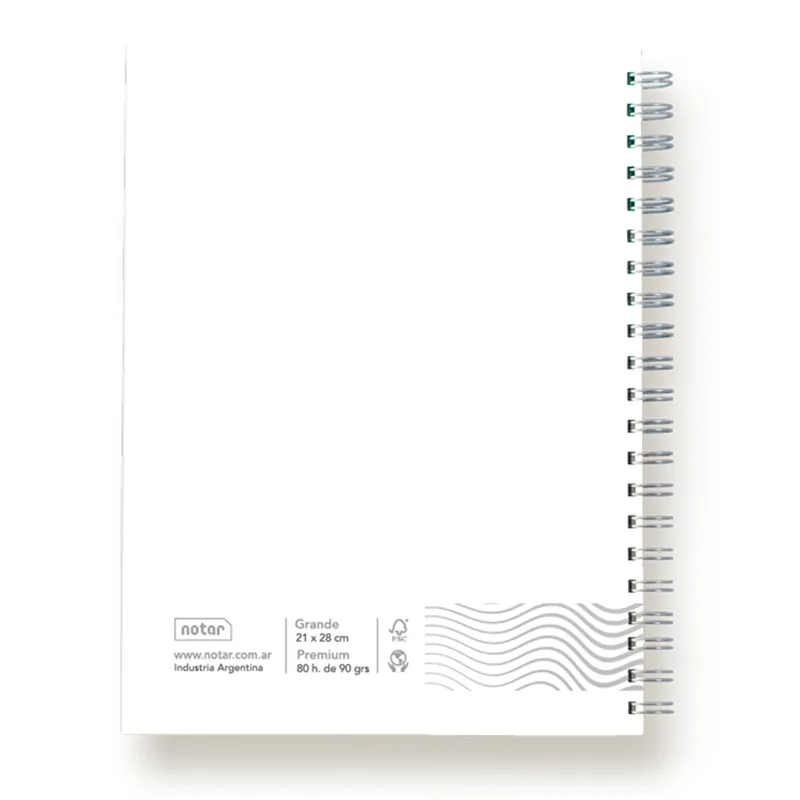 notar
www.notar.com.ar
Industria Argentina
Grande
21 x 28 cm
Premium
80 h. de 90 grs
FSC